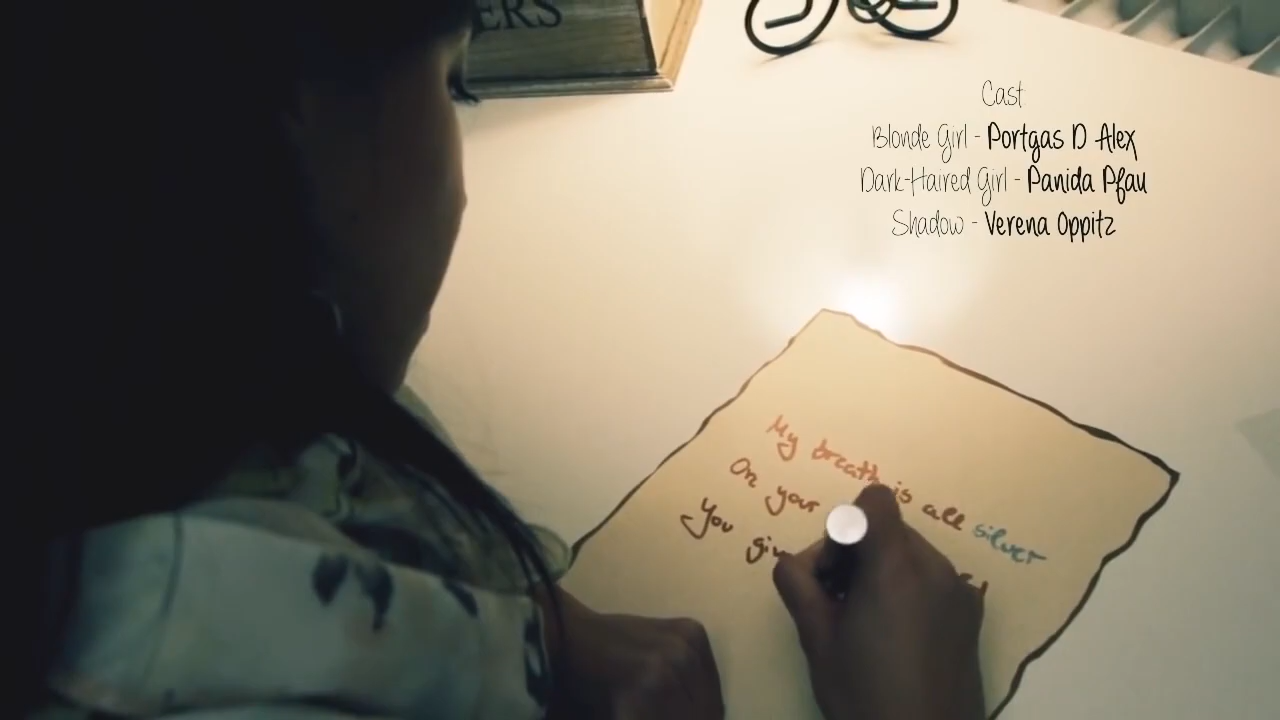 ERS
Cast
Blonde Girl - Portgas D Alex
Dark-Haired Girl - Panida Pfau
Shadow - Verena Oppitz
My breath is all silver
On your
You